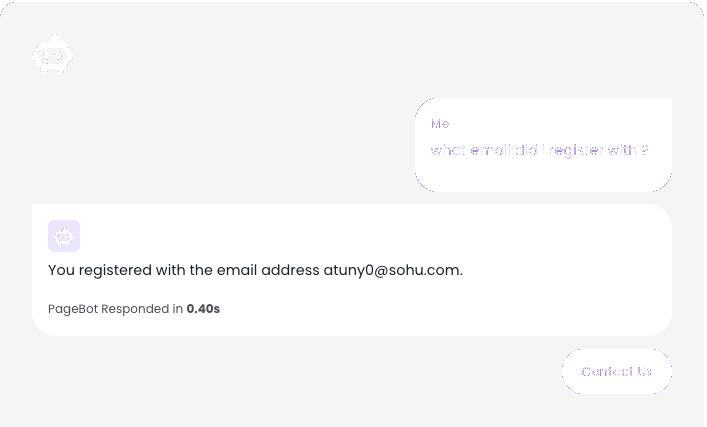 Me
what email did i register with ?
You registered with the email address atuny0@sohu.com.
PageBot Responded in 0.40s
Contact Us